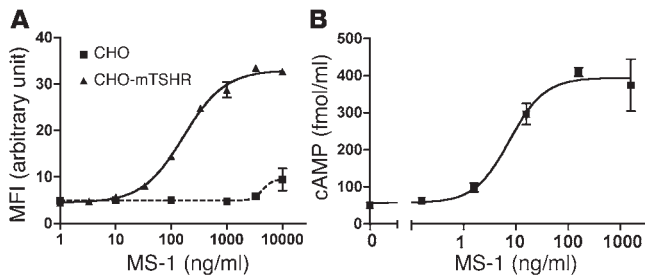 A
B
CHO
CHO-mTSHR
MFI (arbitrary unit)
40
30
20
10
0
1 10 100 1000 10000
MS-1 (ng/ml)
cAMP (fmol/ml)
500
400
300
200
100
0
0 1 10 100 1000
MS-1 (ng/ml)